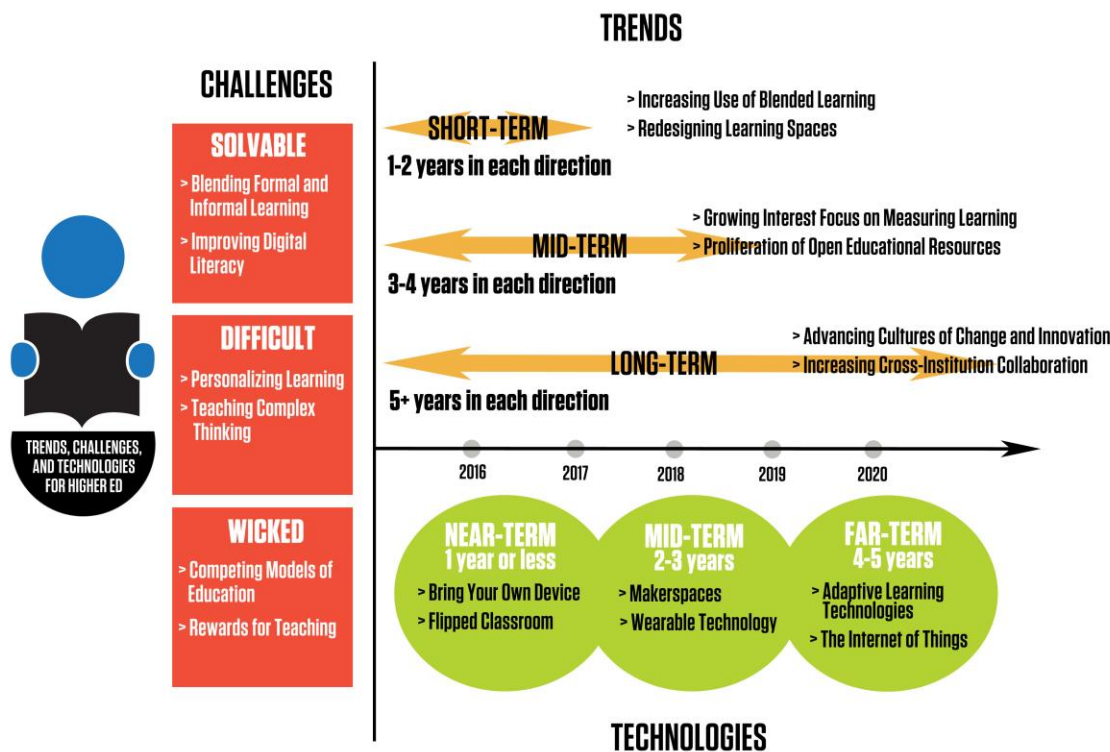 TRENDS
CHALLENGES
SOLVABLE
> Blending Formal and
Informal Learning
> Improving Digital
Literacy
DIFFICULT
> Personalizing Learning
> Teaching Complex
Thinking
WICKED
> Competing Models of
Education
> Rewards for Teaching
TRENDS, CHALLENGES,
AND TECHNOLOGIES
FOR HIGHER ED
SHORT-TERM
1-2 years in each direction
> Increasing Use of Blended Learning
> Redesigning Learning Spaces
MID-TERM
3-4 years in each direction
> Growing Interest Focus on Measuring Learning
> Proliferation of Open Educational Resources
LONG-TERM
5+ years in each direction
> Advancing Cultures of Change and Innovation
> Increasing Cross-Institution Collaboration
2016 2017 2018 2019 2020
NEAR-TERM
1 year or less
> Bring Your Own Device
> Flipped Classroom
MID-TERM
2-3 years
> Makerspaces
> Wearable Technology
FAR-TERM
4-5 years
> Adaptive Learning
Technologies
> The Internet of Things
TECHNOLOGIES